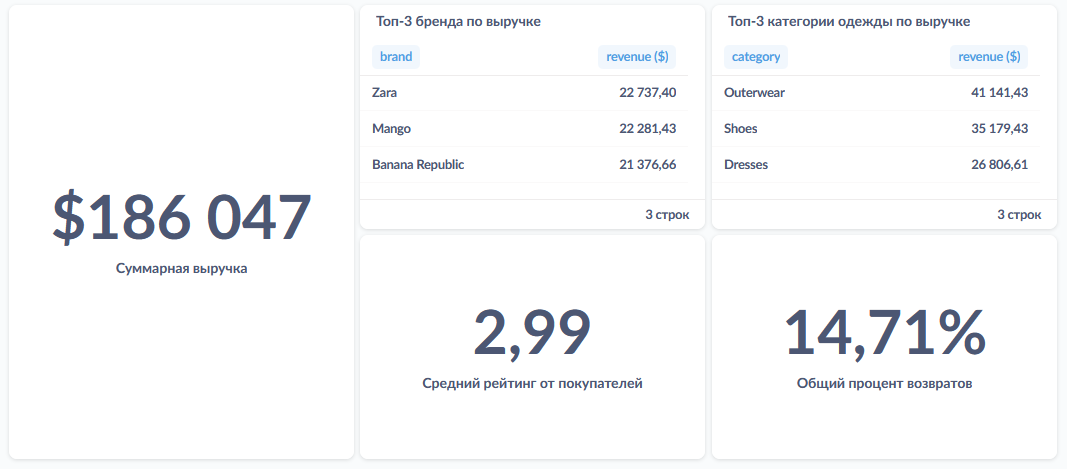 $186 047
Суммарная выручка
Топ-3 бренда по выручке
brand revenue ($)
Zara 22 737,40
Mango 22 281,43
Banana Republic 21 376,66
3 строк
Топ-3 категории одежды по выручке
category revenue ($)
Outerwear 41 141,43
Shoes 35 179,43
Dresses 26 806,61
3 строк
2,99
Средний рейтинг от покупателей
14,71%
Общий процент возвратов